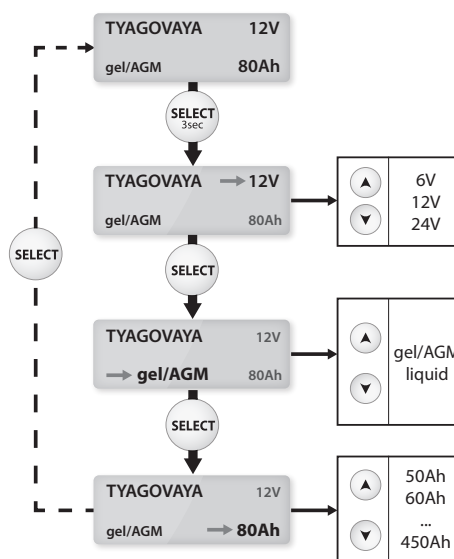 TYAGOVAYA 12V
gel/AGM 80Ah
SELECT
3sec
TYAGOVAYA 12V
gel/AGM 80Ah
6V
12V
24V
SELECT
SELECT
TYAGOVAYA 12V
gel/AGM 80Ah
gel/AGM
liquid
SELECT
TYAGOVAYA 12V
gel/AGM 80Ah
50Ah
60Ah
...
450Ah